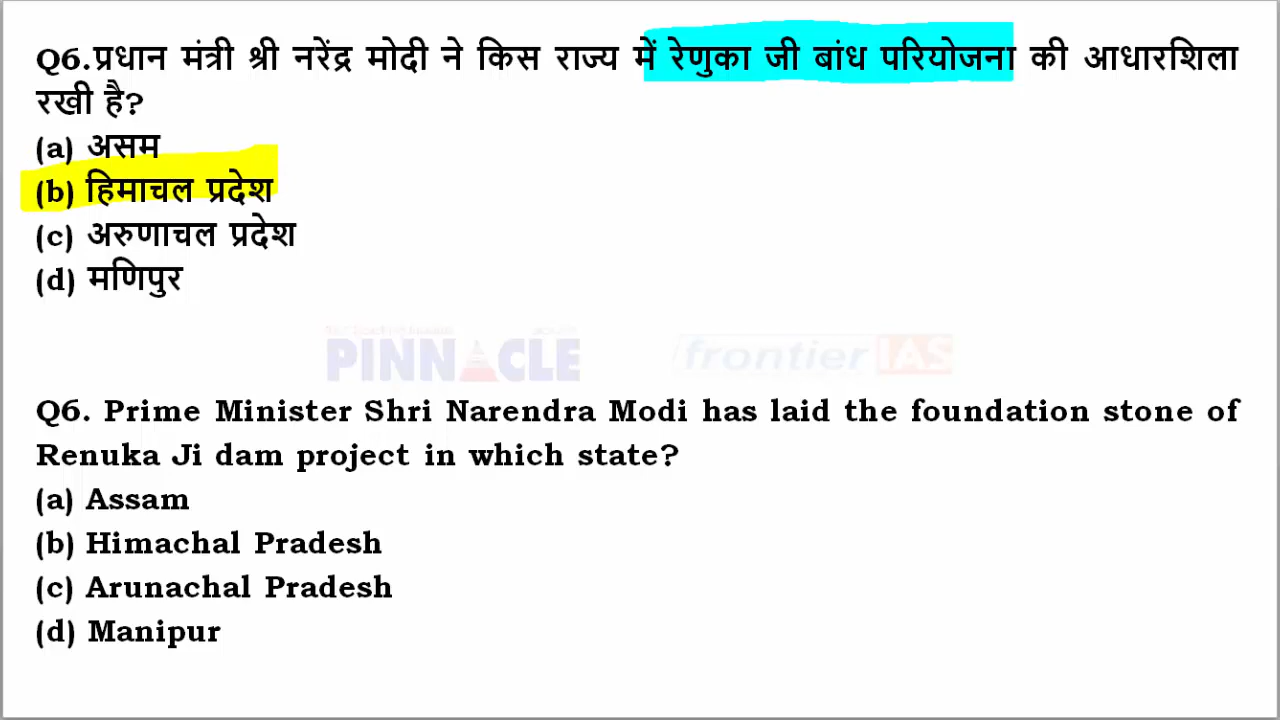 Q6.प्रधान मंत्री श्री नरेंद्र मोदी ने किस राज्य में रेणुका जी बांध परियोजना की आधारशिला
रखी है?
(a) असम
(b) हिमाचल प्रदेश
(c) अरुणाचल प्रदेश
(d) मणिपुर
PINNACLE
frontier IAS
Q6. Prime Minister Shri Narendra Modi has laid the foundation stone of
Renuka Ji dam project in which state?
(a) Assam
(b) Himachal Pradesh
(c) Arunachal Pradesh
(d) Manipur